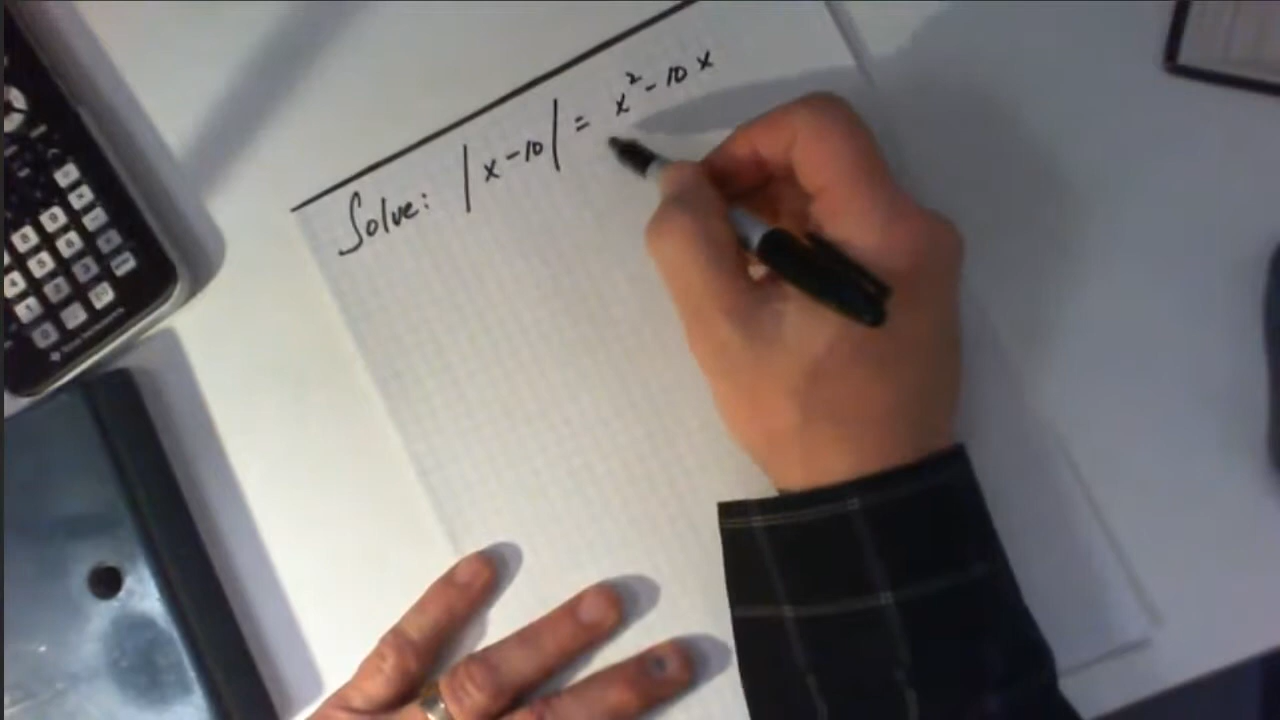 Solve: |x-10| = x²-10x